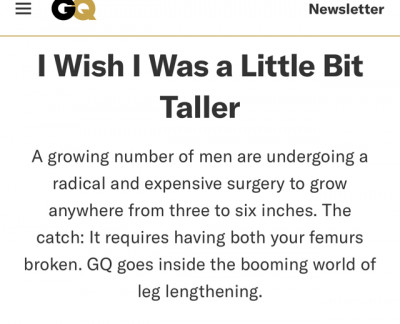 GQ
Newsletter
I Wish I Was a Little Bit
Taller
A growing number of men are undergoing a
radical and expensive surgery to grow
anywhere from three to six inches. The
catch: It requires having both your femurs
broken. GQ goes inside the booming world of
leg lengthening.